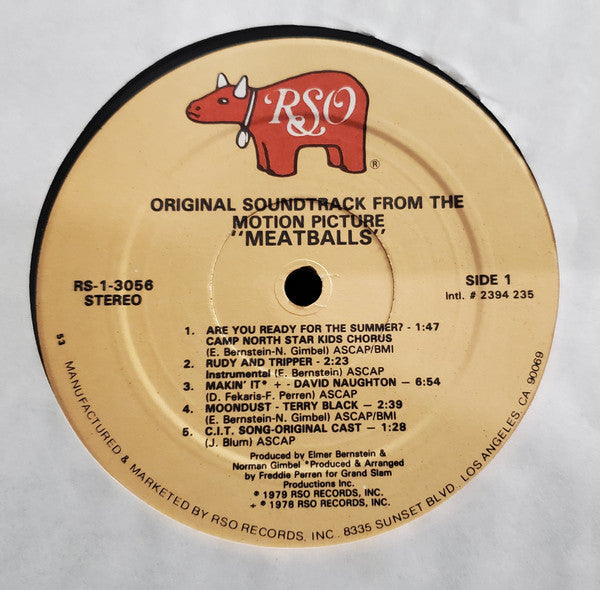 RSO
®
ORIGINAL SOUNDTRACK FROM THE
MOTION PICTURE
"MEATBALLS"
RS-1-3056
STEREO
SIDE 1
Intl. # 2394 235
1. ARE YOU READY FOR THE SUMMER? - 1:47
CAMP NORTH STAR KIDS CHORUS
(E. Bernstein-N. Gimbel) ASCAP/BMI
2. RUDY AND TRIPPER - 2:23
Instrumental (E. Bernstein) ASCAP
3. MAKIN' IT* + - DAVID NAUGHTON — 6:54
(D. Fekaris-F. Perren) ASCAP
4. MOONDUST - TERRY BLACK — 2:39
(E. Bernstein-N. Gimbel) ASCAP/BMI
5. C.I.T. SONG-ORIGINAL CAST — 1:28
(J. Blum) ASCAP
Produced by Elmer Bernstein &
Norman Gimbel *Produced & Arranged
by Freddie Perren for Grand Slam
Productions Inc.
℗ 1979 RSO RECORDS, INC.
+ ℗ 1978 RSO RECORDS, INC.
53
MANUFACTURED & MARKETED BY RSO RECORDS, INC., 8335 SUNSET BLVD., LOS ANGELES, CA. 90069